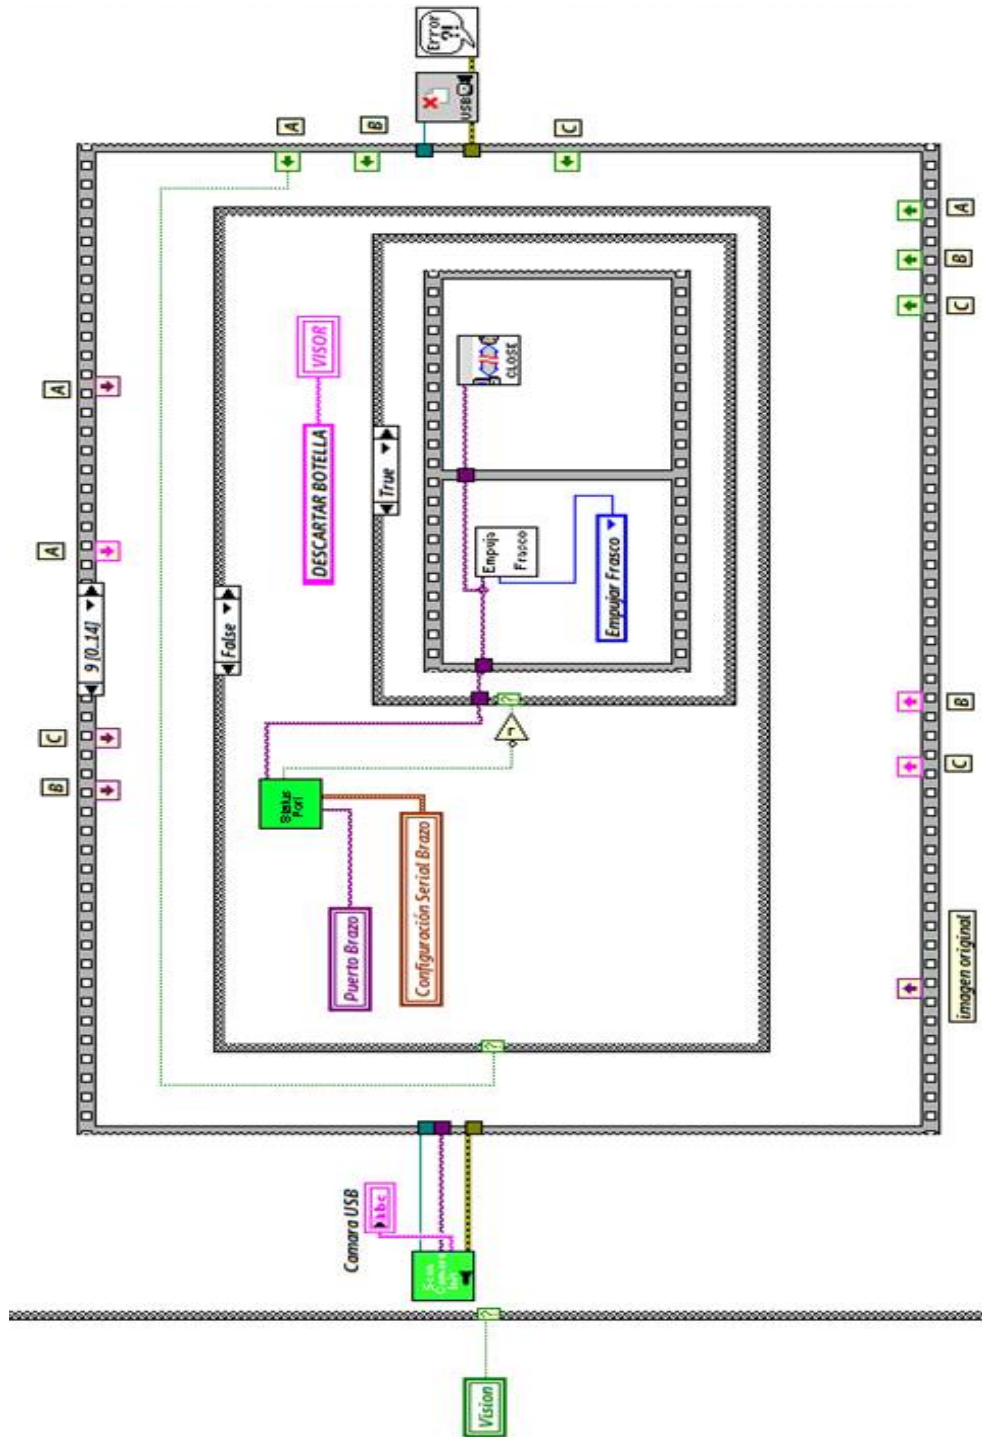 B C 9 [0..14] A A
False
A
Status
Port
DESCARTAR BOTELLA VISOR
Camara USB
Puerto Brazo
B
abc
True
Configuración Serial Brazo
Error
?!
USB
Empuja
Frasco
CLOSE
Vision
C
Empujar Frasco
imagen original C B C B A